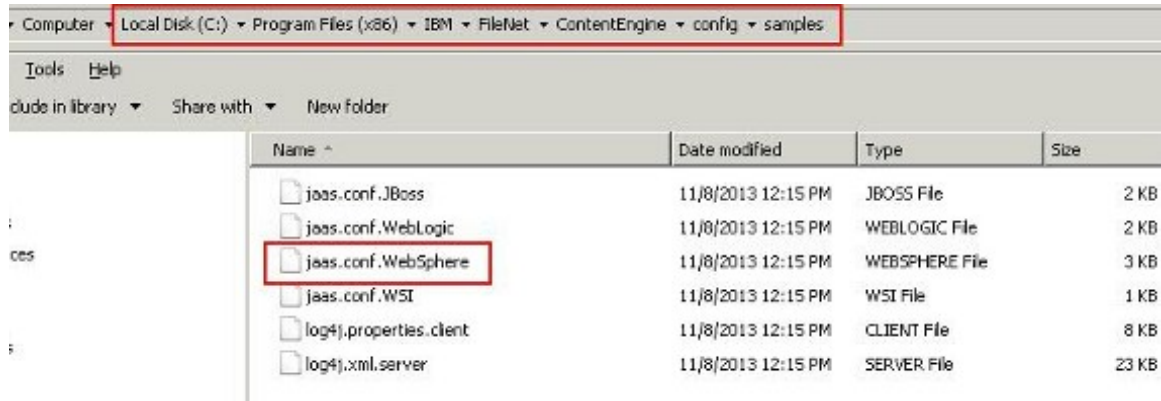 Computer Local Disk (C:) Program Files (x86) IBM FileNet ContentEngine config samples
Tools Help
clude in library Share with New folder
Name Date modified Type Size
jaas.conf.JBoss 11/8/2013 12:15 PM JBOSS File 2 KB
jaas.conf.WebLogic 11/8/2013 12:15 PM WEBLOGIC File 2 KB
ces jaas.conf.WebSphere 11/8/2013 12:15 PM WEBSPHERE File 3 KB
jaas.conf.WSI 11/8/2013 12:15 PM WSI File 1 KB
log4j.properties.client 11/8/2013 12:15 PM CLIENT File 8 KB
log4j.xml.server 11/8/2013 12:15 PM SERVER File 23 KB